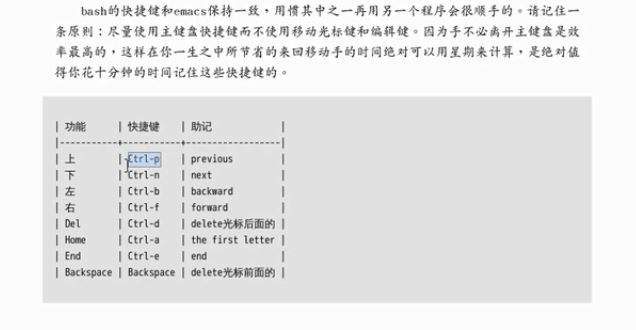 bash的快捷键和emacs保持一致，用惯其中之一再用另一个程序会很顺手的。请记住一
条原则：尽量使用主键盘快捷键而不使用移动光标键和编辑键。因为手不必离开主键盘是效
率最高的，这样在你一生之中所节省的来回移动手的时间绝对可以用星期来计算，是绝对值
得你花十分钟的时间记住这些快捷键的。
| 功能 | 快捷键 | 助记 |
|----------+----------+----------------|
| 上 | Ctrl-p | previous |
| 下 | Ctrl-n | next |
| 左 | Ctrl-b | backward |
| 右 | Ctrl-f | forward |
| Del | Ctrl-d | delete光标后面的 |
| Home | Ctrl-a | the first letter |
| End | Ctrl-e | end |
| Backspace | Backspace | delete光标前面的 |